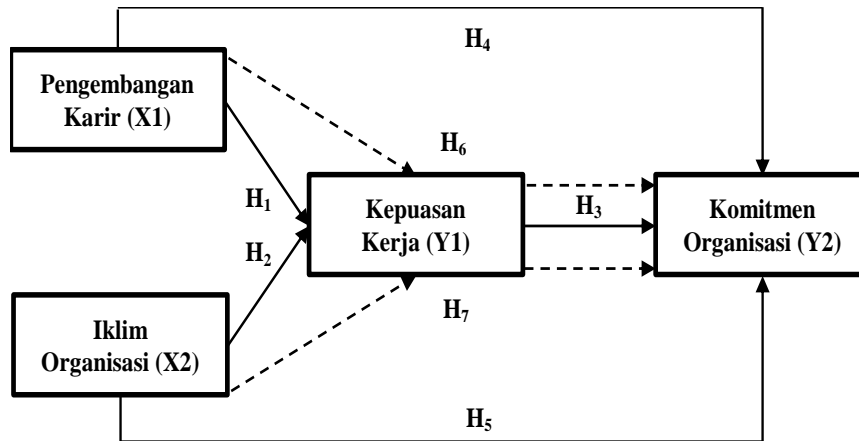 H₄
Pengembangan
Karir (X1)
H₆
H₁
Kepuasan
Kerja (Y1)
H₃
Komitmen
Organisasi (Y2)
H₂
Iklim
Organisasi (X2)
H₇
H₅